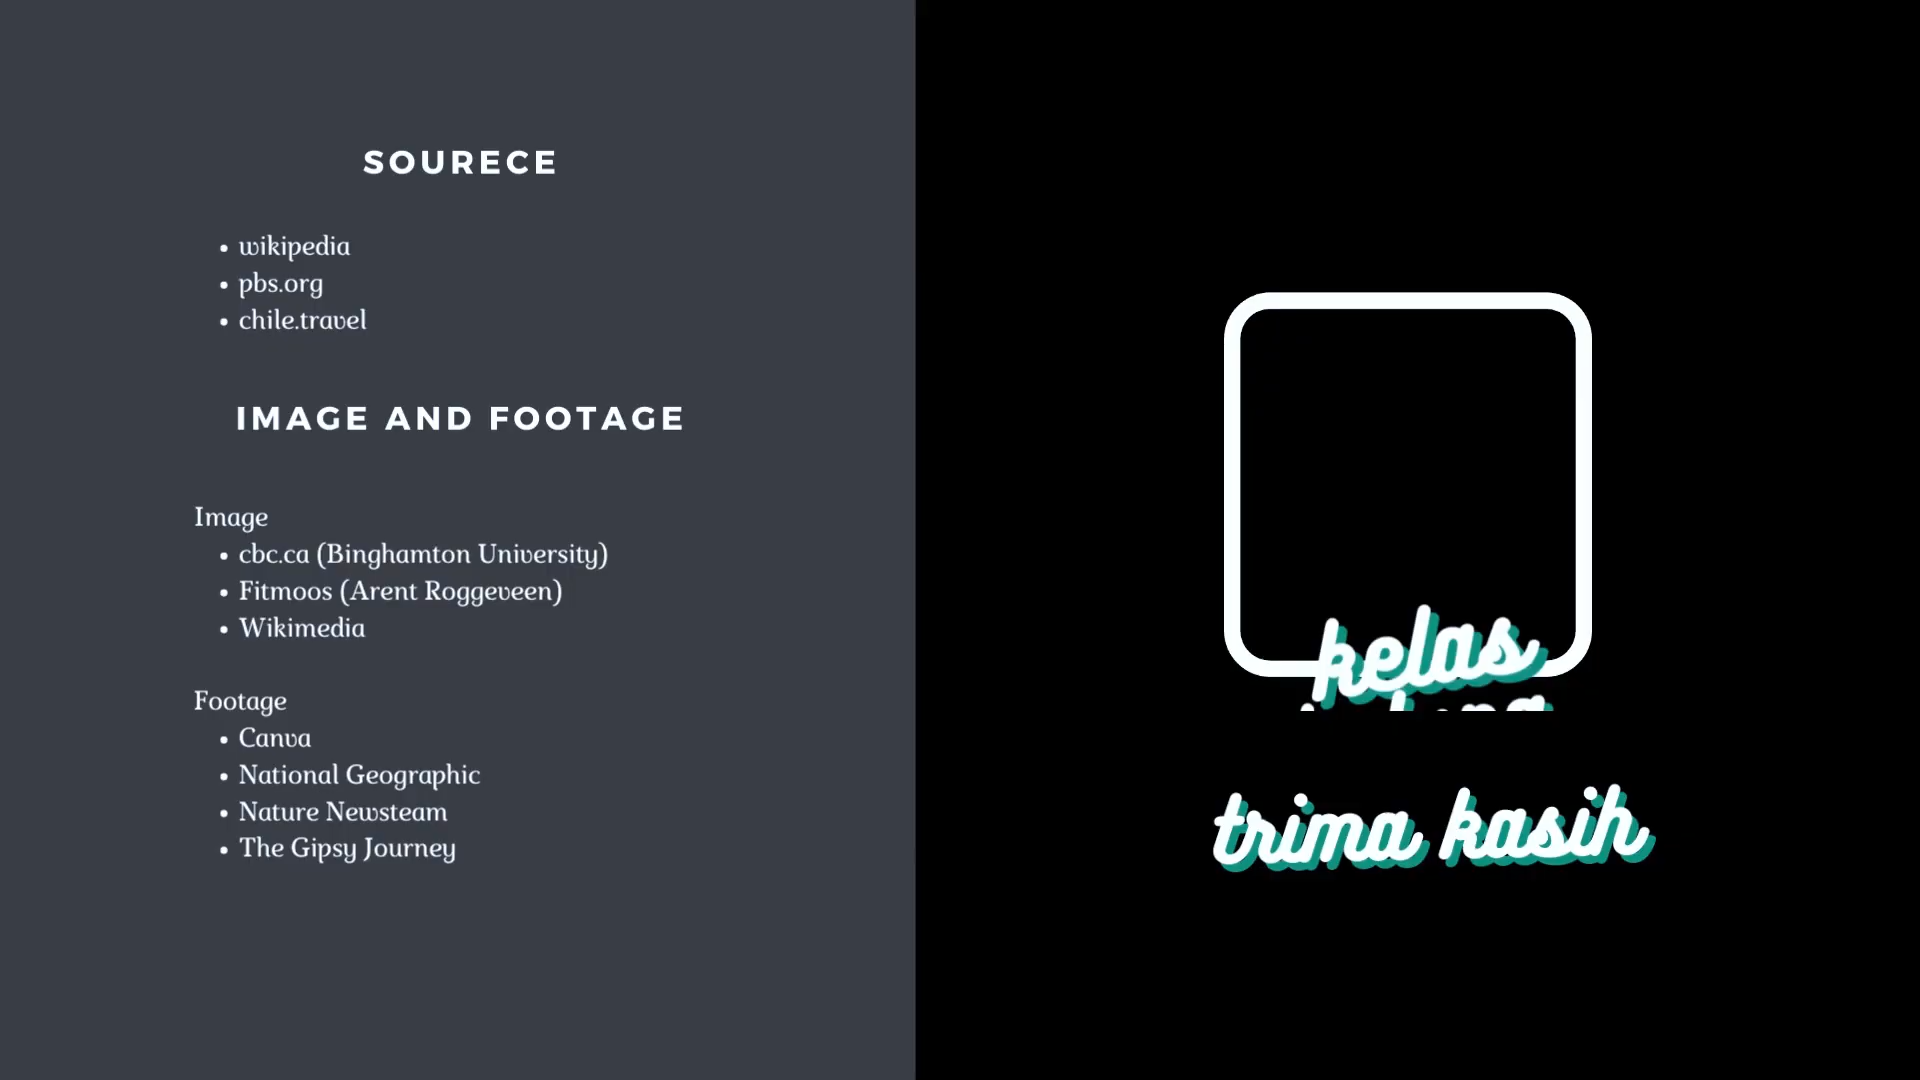 SOURECE
• wikipedia
• pbs.org
• chile.travel
IMAGE AND FOOTAGE
Image
• cbc.ca (Binghamton University)
• Fitmoos (Arent Roggeveen)
• Wikimedia
Footage
• Canva
• National Geographic
• Nature Newsteam
• The Gipsy Journey
kelas
trima kasih